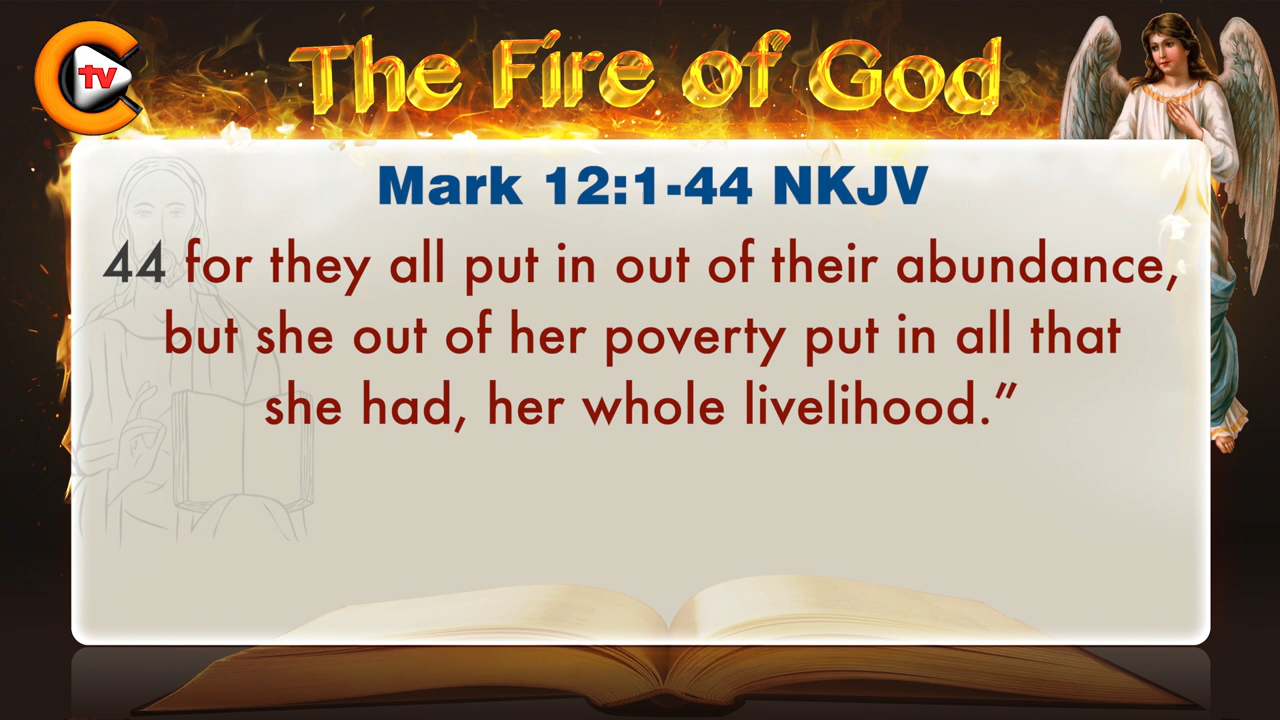 tv
The Fire of God
Mark 12:1-44 NKJV
44 for they all put in out of their abundance,
but she out of her poverty put in all that
she had, her whole livelihood.”